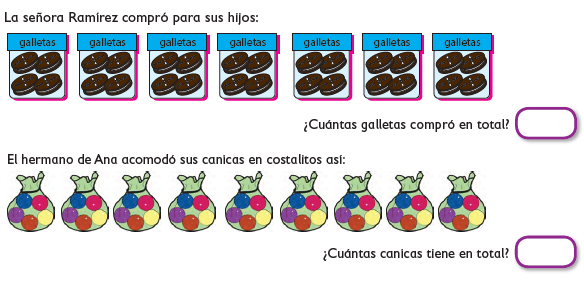 La señora Ramírez compró para sus hijos:
galletas galletas galletas galletas galletas galletas galletas
¿Cuántas galletas compró en total?
El hermano de Ana acomodó sus canicas en costalitos asi:
¿Cuántas canicas tiene en total?